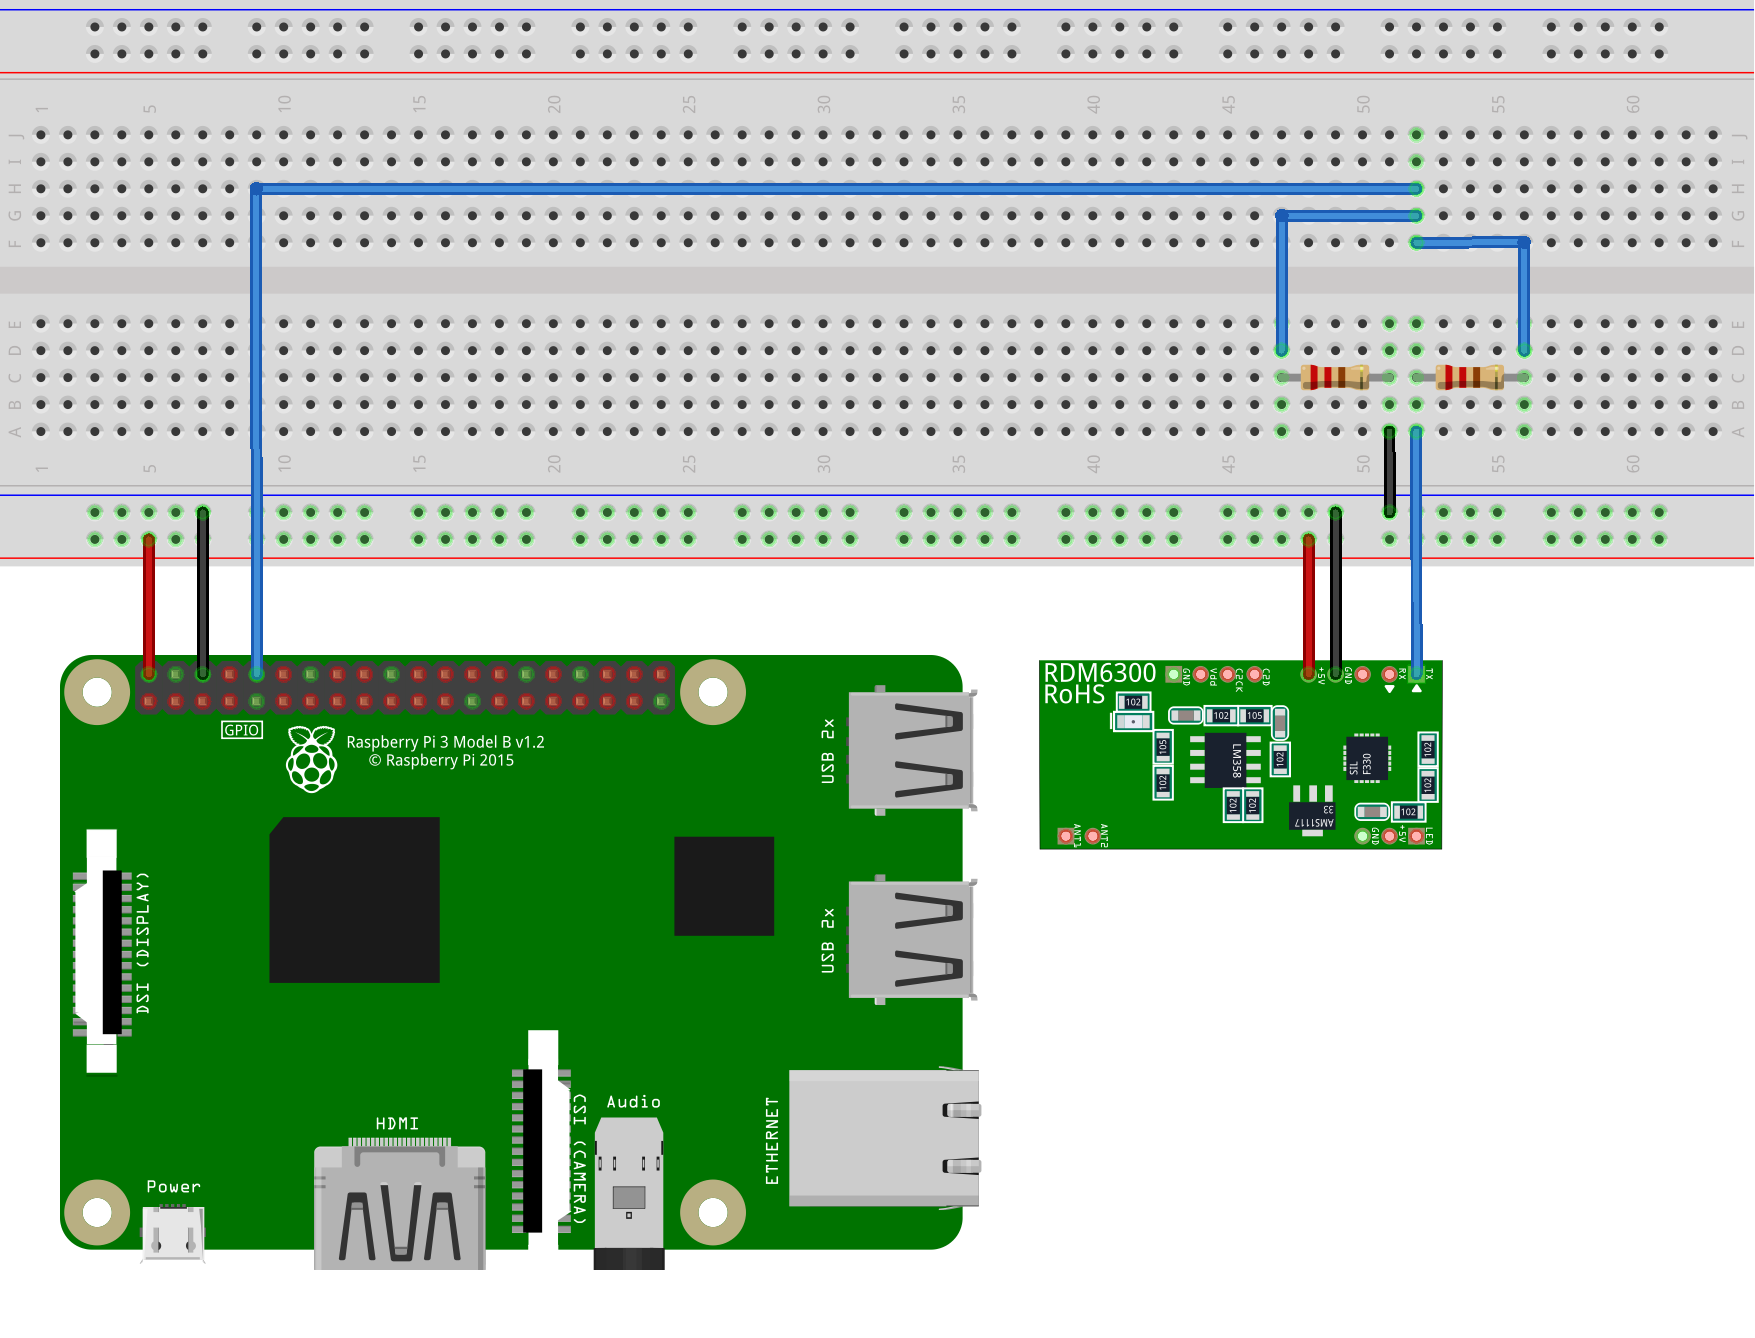 1 5 10 15 20 25 30 35 40 45 50 55 60
J J
I I
H H
G G
F F
E E
D D
C C
B B
A A
1 5 10 15 20 25 30 35 40 45 50 55 60
GPIO
Raspberry Pi 3 Model B v1.2
© Raspberry Pi 2015
USB 2x
USB 2x
DSI (DISPLAY)
HDMI
CSI (CAMERA)
Audio
ETHERNET
Power
RDM6300
RoHS
GND Vdd C2CK C2D +5V GND RX TX
102
102 105
105
102
LM358
102
102 102
SIL
F330
102
102
AMS1117
33
102
ANT1 ANT2
GND +5V LED